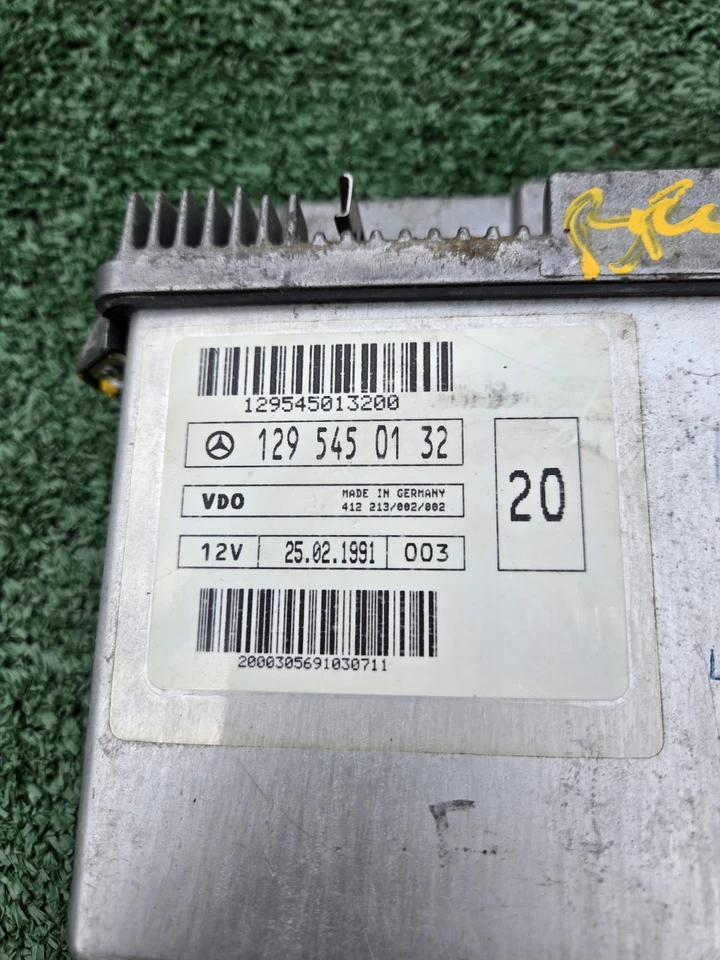 129545013200
129 545 01 32
20
VDO
MADE IN GERMANY
412 213/002/002
12V 25.02.1991 003
2000305691030711
F